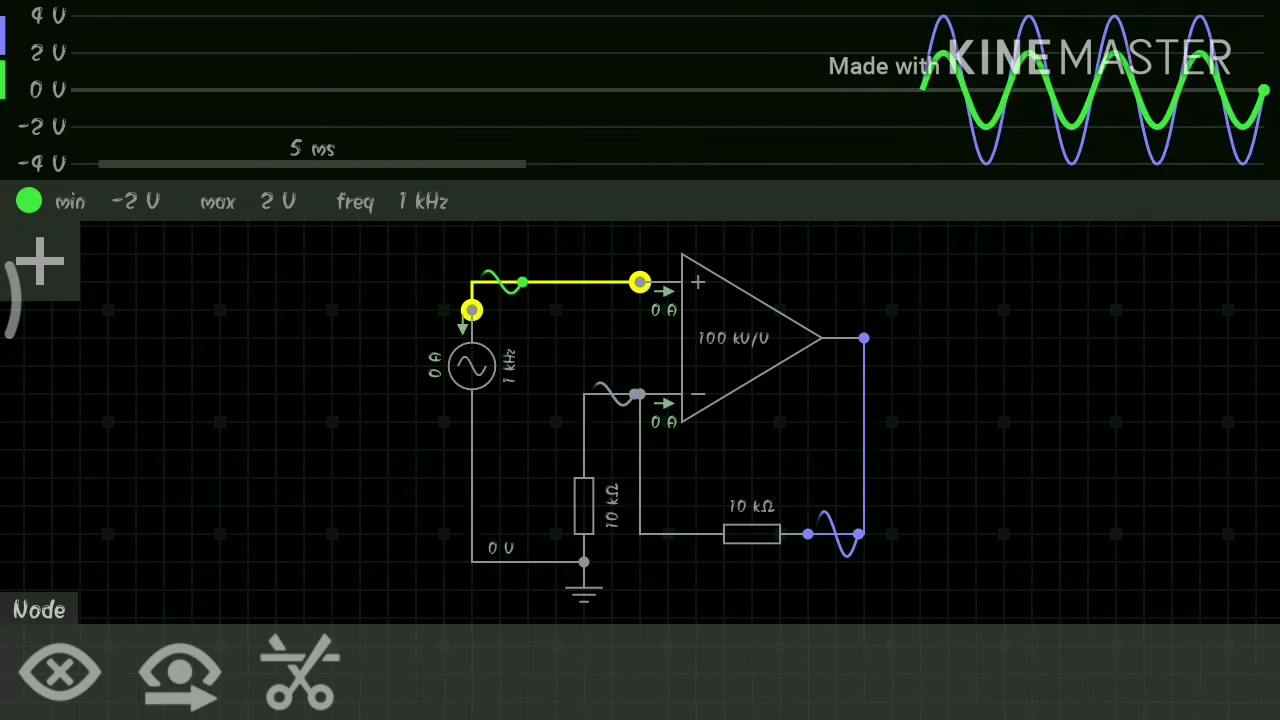 4 V
2 V
0 V
-2 V
-4 V
5 ms
Made with KINEMASTER
min -2 V max 2 V freq 1 kHz
0 A
1 kHz
0 A
+
100 kV/V
-
0 A
10 kΩ
10 kΩ
0 V
Node